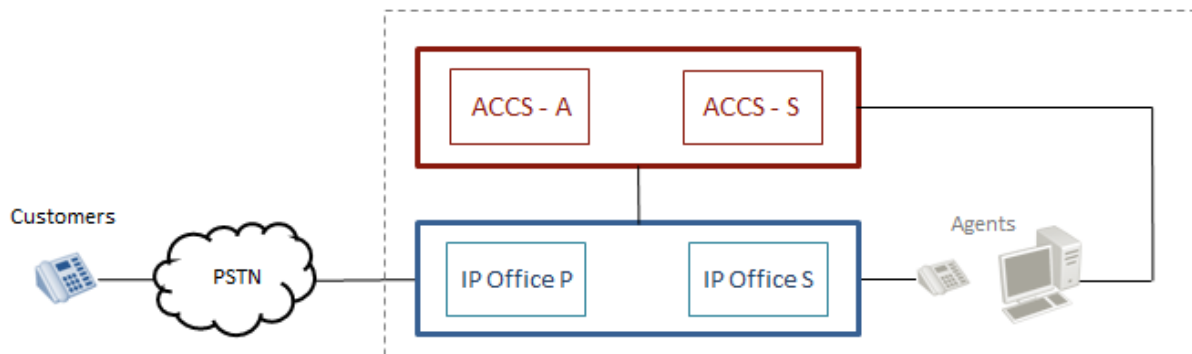 ACCS - A
ACCS - S
Customers
Agents
PSTN
IP Office P
IP Office S